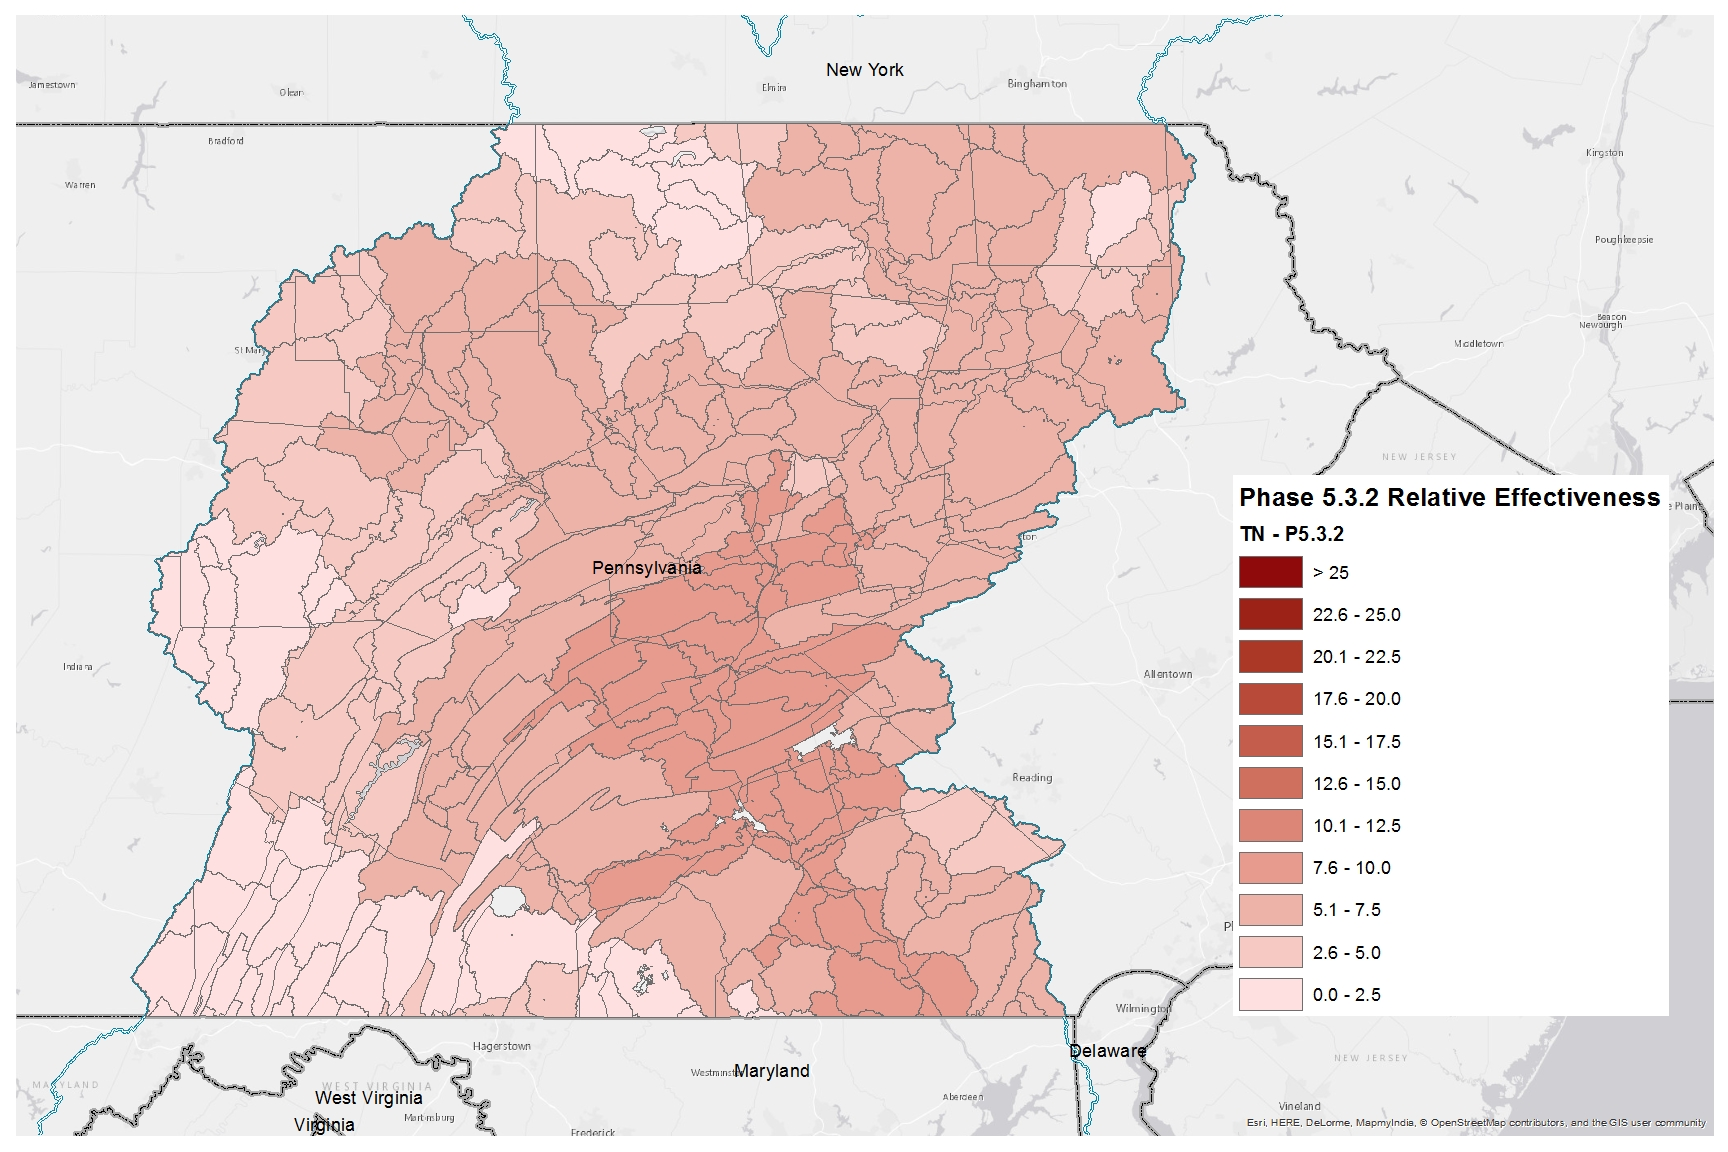 New York
Jamestown
Olean
Elmira
Binghamton
Bradford
Kingston
Warren
Poughkeepsie
Beacon
Newburgh
Middletown
St Mary
NEW JERSEY
Phase 5.3.2 Relative Effectiveness
e Plains
TN - P5.3.2
ton
Pennsylvania
> 25
22.6 - 25.0
20.1 - 22.5
Indiana
Allentown
17.6 - 20.0
15.1 - 17.5
Reading
12.6 - 15.0
10.1 - 12.5
7.6 - 10.0
5.1 - 7.5
P
2.6 - 5.0
0.0 - 2.5
Wilmington
Hagerstown
Delaware
NEW JERSEY
Maryland
MARYLAND
WEST VIRGINIA
West Virginia
Aberdeen
Vineland
Martinsburg
Virginia
Frederick
Esri, HERE, DeLorme, MapmyIndia, © OpenStreetMap contributors, and the GIS user community